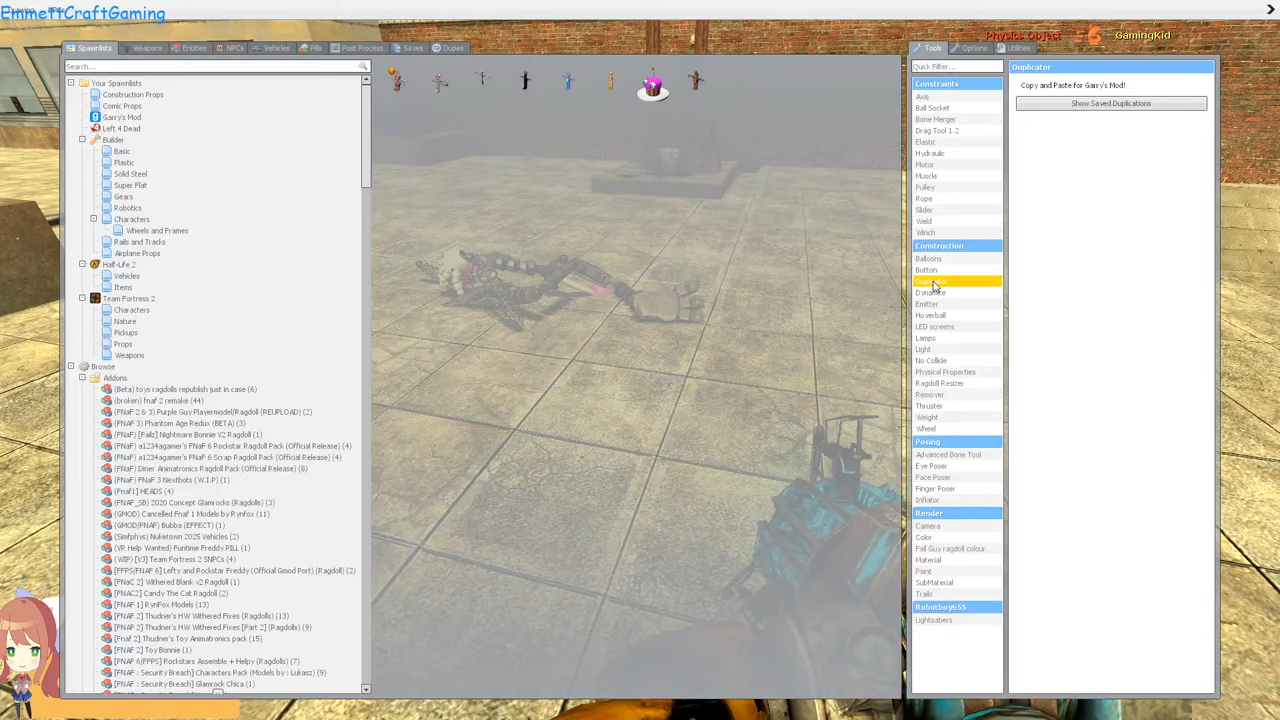 EmmettCraftGaming
Physics Object
GamingKid
Spawnlists
Weapons
Entities
NPCs
Vehicles
Pills
Post Process
Saves
Dupes
Search...
Your Spawnlists
Construction Props
Comic Props
Garry's Mod
Left 4 Dead
Builder
Basic
Plastic
Solid Steel
Super Flat
Gears
Robotics
Characters
Wheels and Frames
Rails and Tracks
Airplane Props
Half-Life 2
Vehicles
Items
Team Fortress 2
Characters
Nature
Pickups
Props
Weapons
Browse
Addons
(Beta) toys ragdolls republish just in case (6)
(broken) fnaf 2 remake (44)
(FNAF 2 & 3) Purple Guy Playermodel/Ragdoll (REUPLOAD) (2)
(FNAF 3) Phantom Age Redux (BETA) (3)
(FNAF) [Failz] Nightmare Bonnie V2 Ragdoll (1)
(FNAF) a1234agamer's FNAF 6 Rockstar Ragdoll Pack (Official Release) (4)
(FNAF) a1234agamer's FNAF 6 Scrap Ragdoll Pack (Official Release) (4)
(FNAF) Diner Animatronics Ragdoll Pack (Official Release) (8)
(FNAF) FNAF 3 Nextbots (W.I.P) (1)
(Fnaf1) HEADS (4)
(FNAF_SB) 2020 Concept Glamrocks (Ragdolls) (3)
(GMOD) Cancelled Fnaf 1 Models by Rynfox (11)
(GMOD/FNAF) Bubba (EFFECT) (1)
(Simfphys) Nuketown 2025 Vehicles (2)
(VR Help Wanted) Funtime Freddy PILL (1)
(WIP) [VJ] Team Fortress 2 SNPCs (4)
[FFPS/FNAF 6] Lefty and Rockstar Freddy (Official Gmod Port) (Ragdoll) (2)
[FNAC 2] Withered Blank v2 Ragdoll (1)
[FNAC2] Candy The Cat Ragdoll (2)
[FNAF 1] RynFox Models (13)
[FNAF 2] Thudner's HW Withered Fixes (Ragdolls) (13)
[FNAF 2] Thudner's HW Withered Fixes [Part 2] (Ragdolls) (9)
[Fnaf 2] Thudner's Toy Animatronics pack (15)
[FNAF 2] Toy Bonnie (1)
[FNAF 6/FFPS] Rockstars Assemble + Helpy (Ragdolls) (7)
[FNAF : Security Breach] Characters Pack (Models by : Lukasz) (9)
[FNAF : Security Breach] Glamrock Chica (1)
Tools
Options
Utilities
Quick Filter...
Constraints
Axis
Ball Socket
Bone Merger
Drag Tool 1.2
Elastic
Hydraulic
Motor
Muscle
Pulley
Rope
Slider
Weld
Winch
Construction
Balloons
Button
Duplicator
Dynamite
Emitter
Hoverball
LED screens
Lamps
Light
No Collide
Physical Properties
Ragdoll Resizer
Remover
Thruster
Weight
Wheel
Posing
Advanced Bone Tool
Eye Poser
Face Poser
Finger Poser
Inflator
Render
Camera
Color
Fall Guy ragdoll colour
Material
Paint
SubMaterial
Trails
Robotboy655
Lightsabers
Duplicator
Copy and Paste for Garry's Mod!
Show Saved Duplications